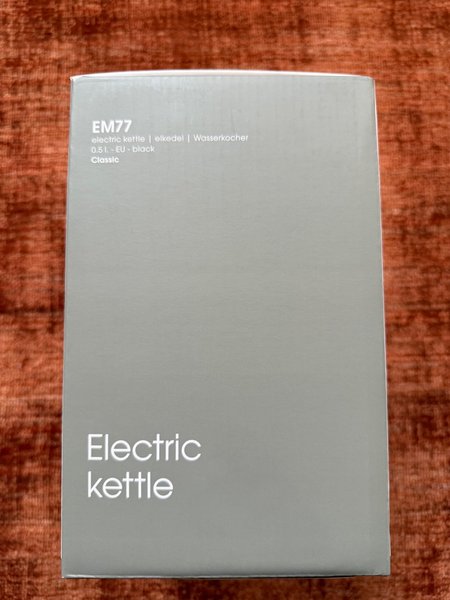 EM77
electric kettle | elkedel | Wasserkocher
0.5 l. - EU - black
Classic
Electric
kettle